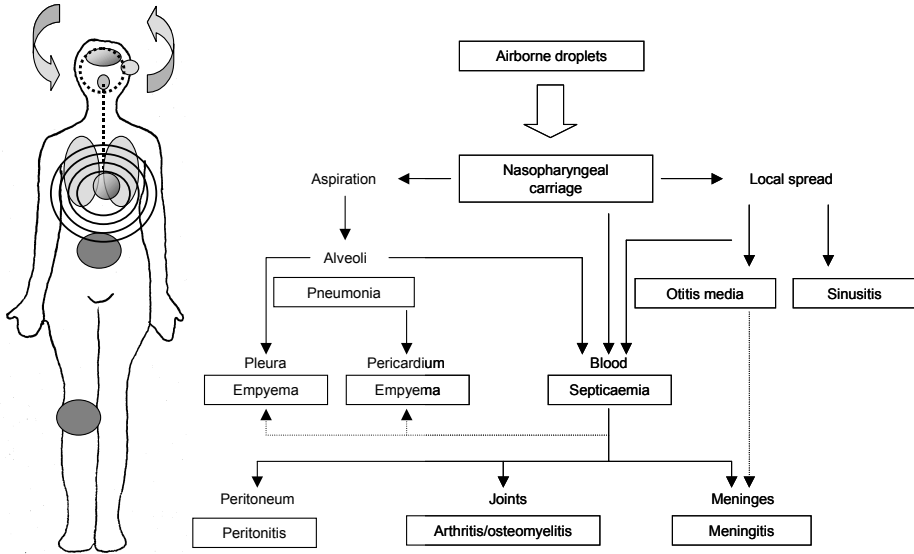 Airborne droplets
Aspiration
Nasopharyngeal
carriage
Local spread
Alveoli
Pneumonia
Otitis media
Sinusitis
Pleura
Empyema
Pericardium
Empyema
Blood
Septicaemia
Peritoneum
Peritonitis
Joints
Arthritis/osteomyelitis
Meninges
Meningitis